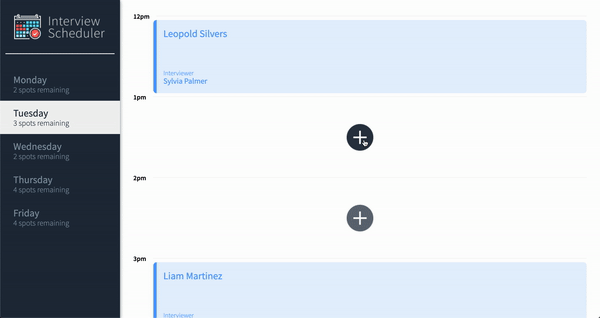 Interview
Scheduler
Monday
2 spots remaining
Tuesday
3 spots remaining
Wednesday
2 spots remaining
Thursday
4 spots remaining
Friday
4 spots remaining
12pm
Leopold Silvers
Interviewer
Sylvia Palmer
1pm
2pm
3pm
Liam Martinez
Interviewer